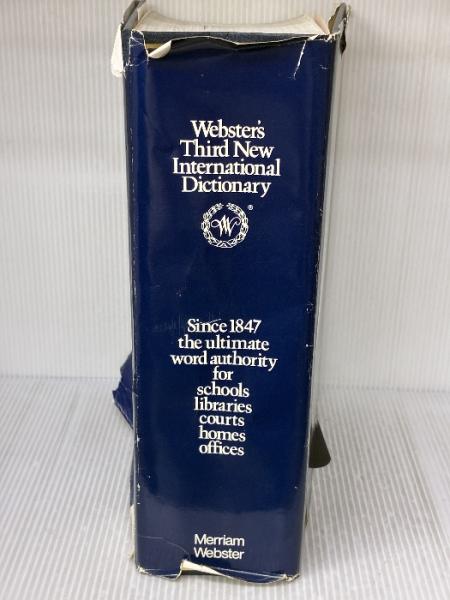 Webster's
Third New
International
Dictionary
W
®
Since 1847
the ultimate
word authority
for
schools
libraries
courts
homes
offices
Merriam
Webster